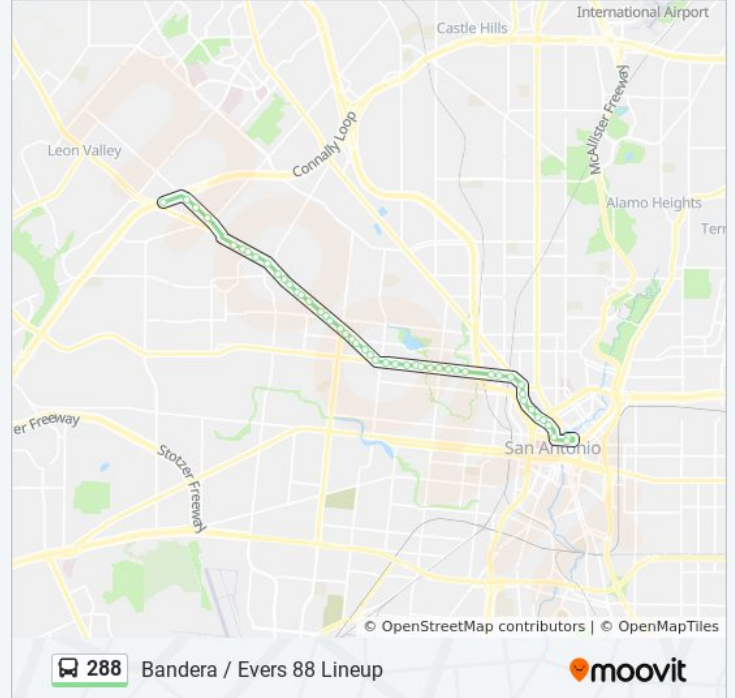 International Airport
Castle Hills
McAllister Freeway
Connally Loop
Leon Valley
Alamo Heights
Terr
er Freeway
San Antonio
Stotzer Freeway
© OpenStreetMap contributors | © OpenMapTiles
288 Bandera / Evers 88 Lineup
moovit